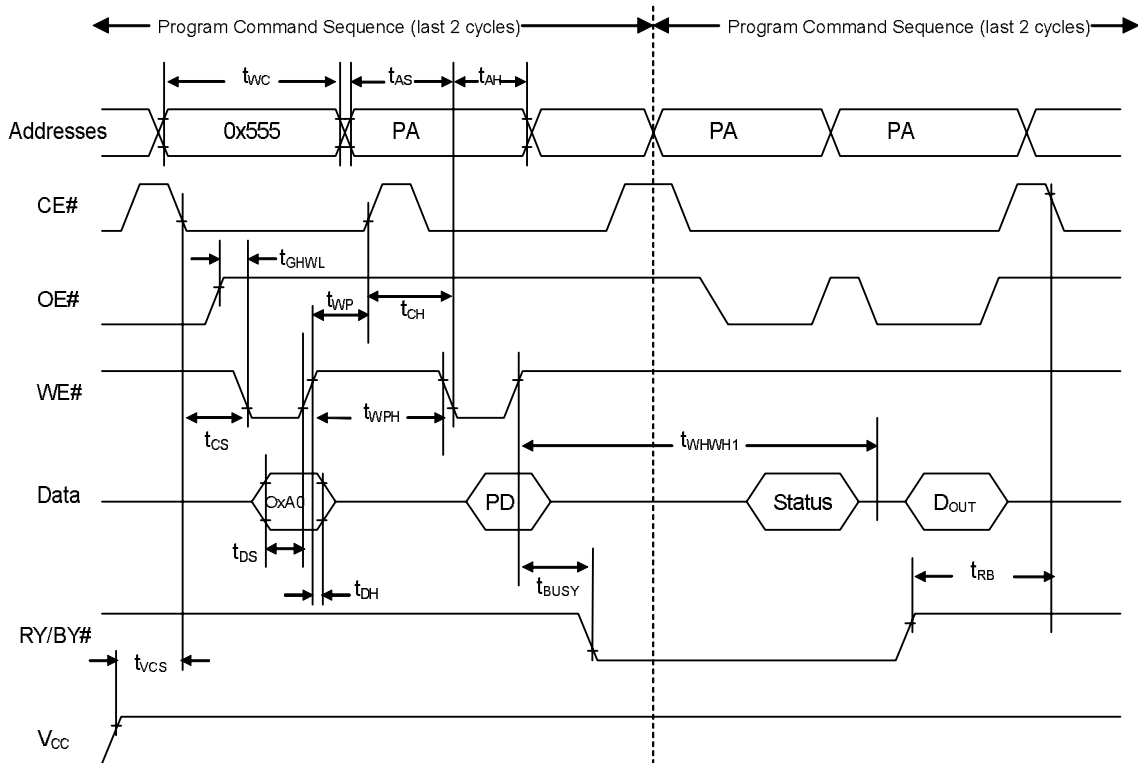 Program Command Sequence (last 2 cycles) Program Command Sequence (last 2 cycles)
tWC tAS tAH
Addresses 0x555 PA PA PA
CE#
tGHWL
OE# tWP tCH
WE#
tCS tWPH tWHWH1
Data 0xA0 PD Status DOUT
tDS tDH tBUSY tRB
RY/BY#
tVCS
VCC